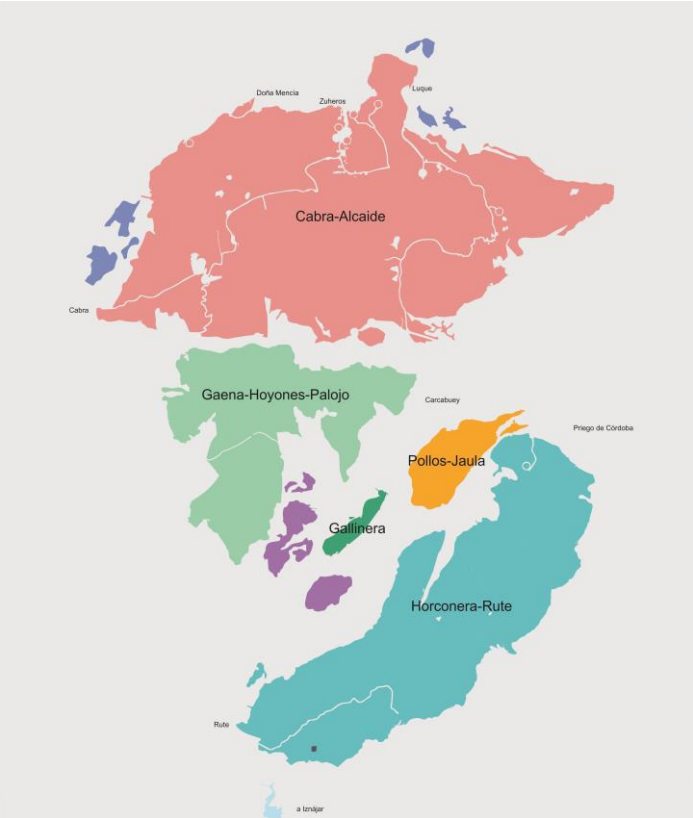 Doña Mencia
Zuheros
Luque
Cabra-Alcaide
Cabra
Gaena-Hoyones-Palojo
Carcabuey
Priego de Córdoba
Pollos-Jaula
Gallinera
Horconera-Rute
Rute
a Iznájar